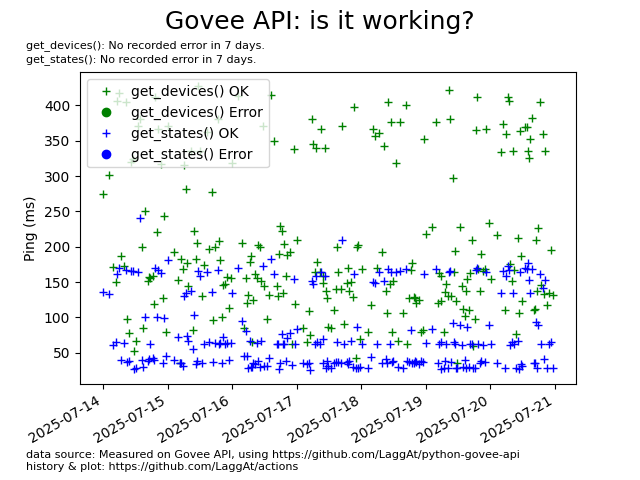 Govee API: is it working?
get_devices(): No recorded error in 7 days.
get_states(): No recorded error in 7 days.
get_devices() OK
get_devices() Error
get_states() OK
get_states() Error
Ping (ms)
400
350
300
250
200
150
100
50
2025-07-14
2025-07-15
2025-07-16
2025-07-17
2025-07-18
2025-07-19
2025-07-20
2025-07-21
data source: Measured on Govee API, using https://github.com/LaggAt/python-govee-api
history & plot: https://github.com/LaggAt/actions